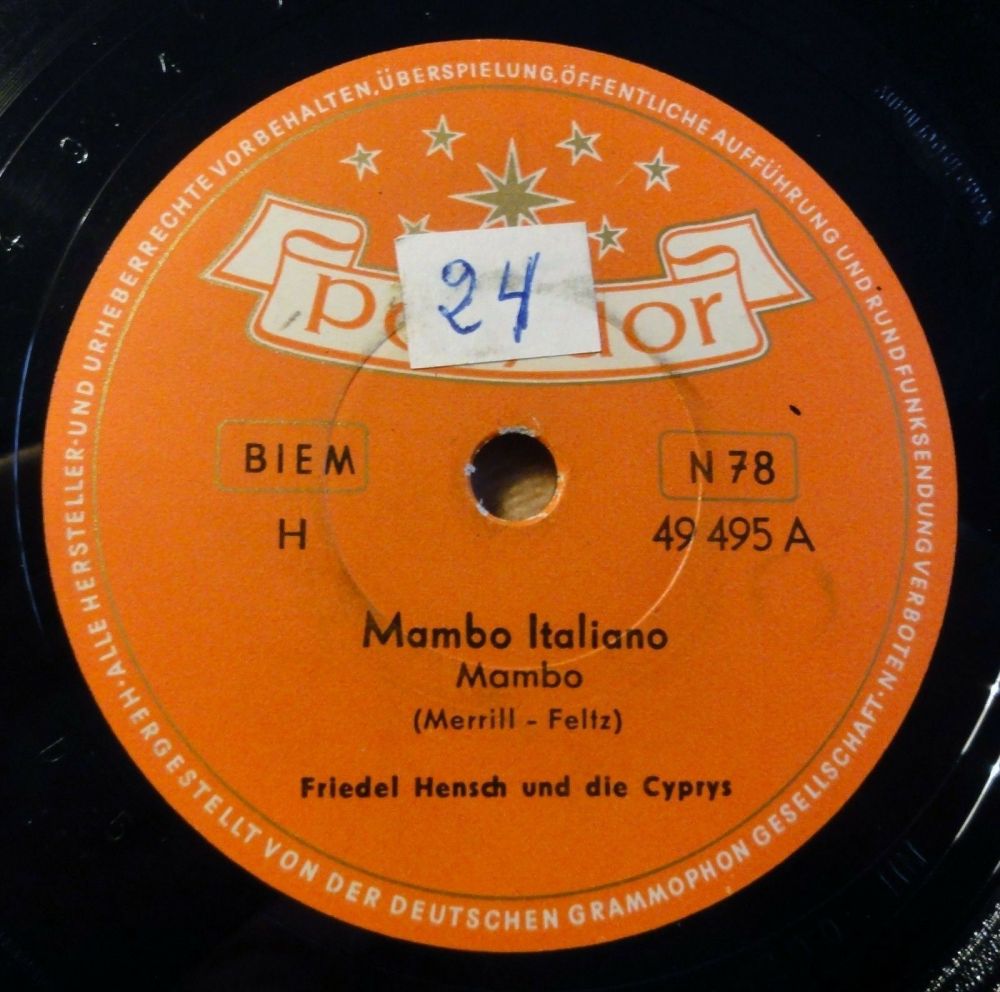 ·ALLE HERSTELLER-UND URHEBERRECHTE VORBEHALTEN, ÜBERSPIELUNG. ÖFFENTLICHE AUFFÜHRUNG UND RUNDFUNKSENDUNG VERBOTEN·
24
BIEM
N 78
H
49 495 A
Mambo Italiano
Mambo
(Merrill - Feltz)
Friedel Hensch und die Cyprys
HERGESTELLT VON DER DEUTSCHEN GRAMMOPHON GESELLSCHAFT·